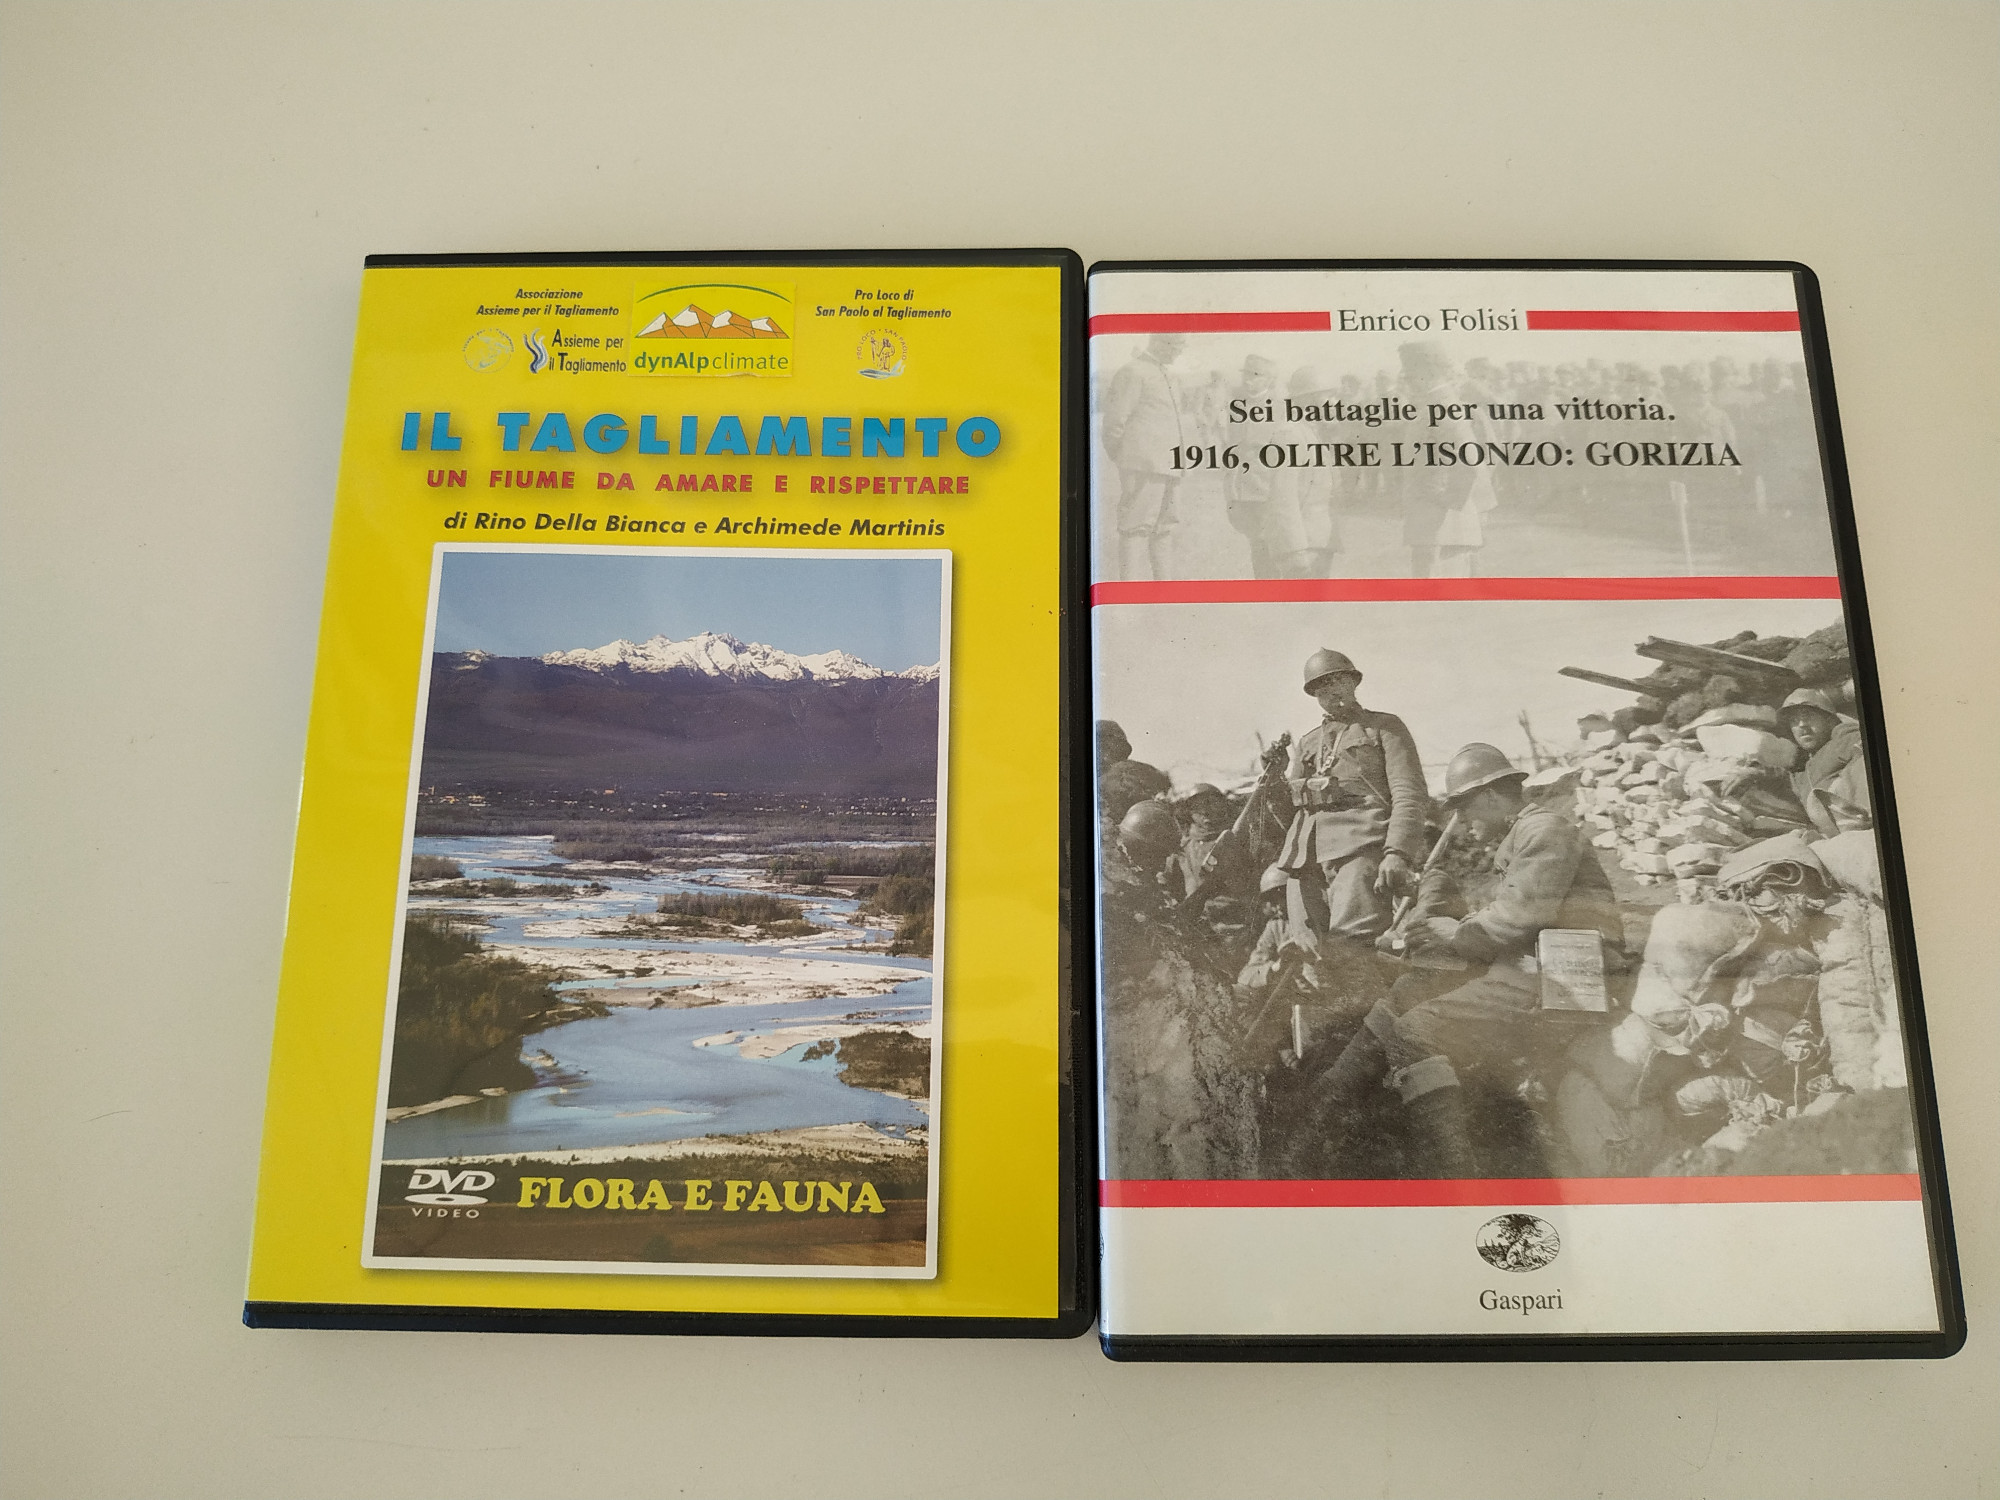 Associazione
Assieme per il Tagliamento
Assieme per
il Tagliamento
dynAlpclimate
Pro Loco di
San Paolo al Tagliamento
IL TAGLIAMENTO
UN FIUME DA AMARE E RISPETTARE
di Rino Della Bianca e Archimede Martinis
DVD
VIDEO
FLORA E FAUNA
Enrico Folisi
Sei battaglie per una vittoria.
1916, OLTRE L'ISONZO: GORIZIA
Gaspari